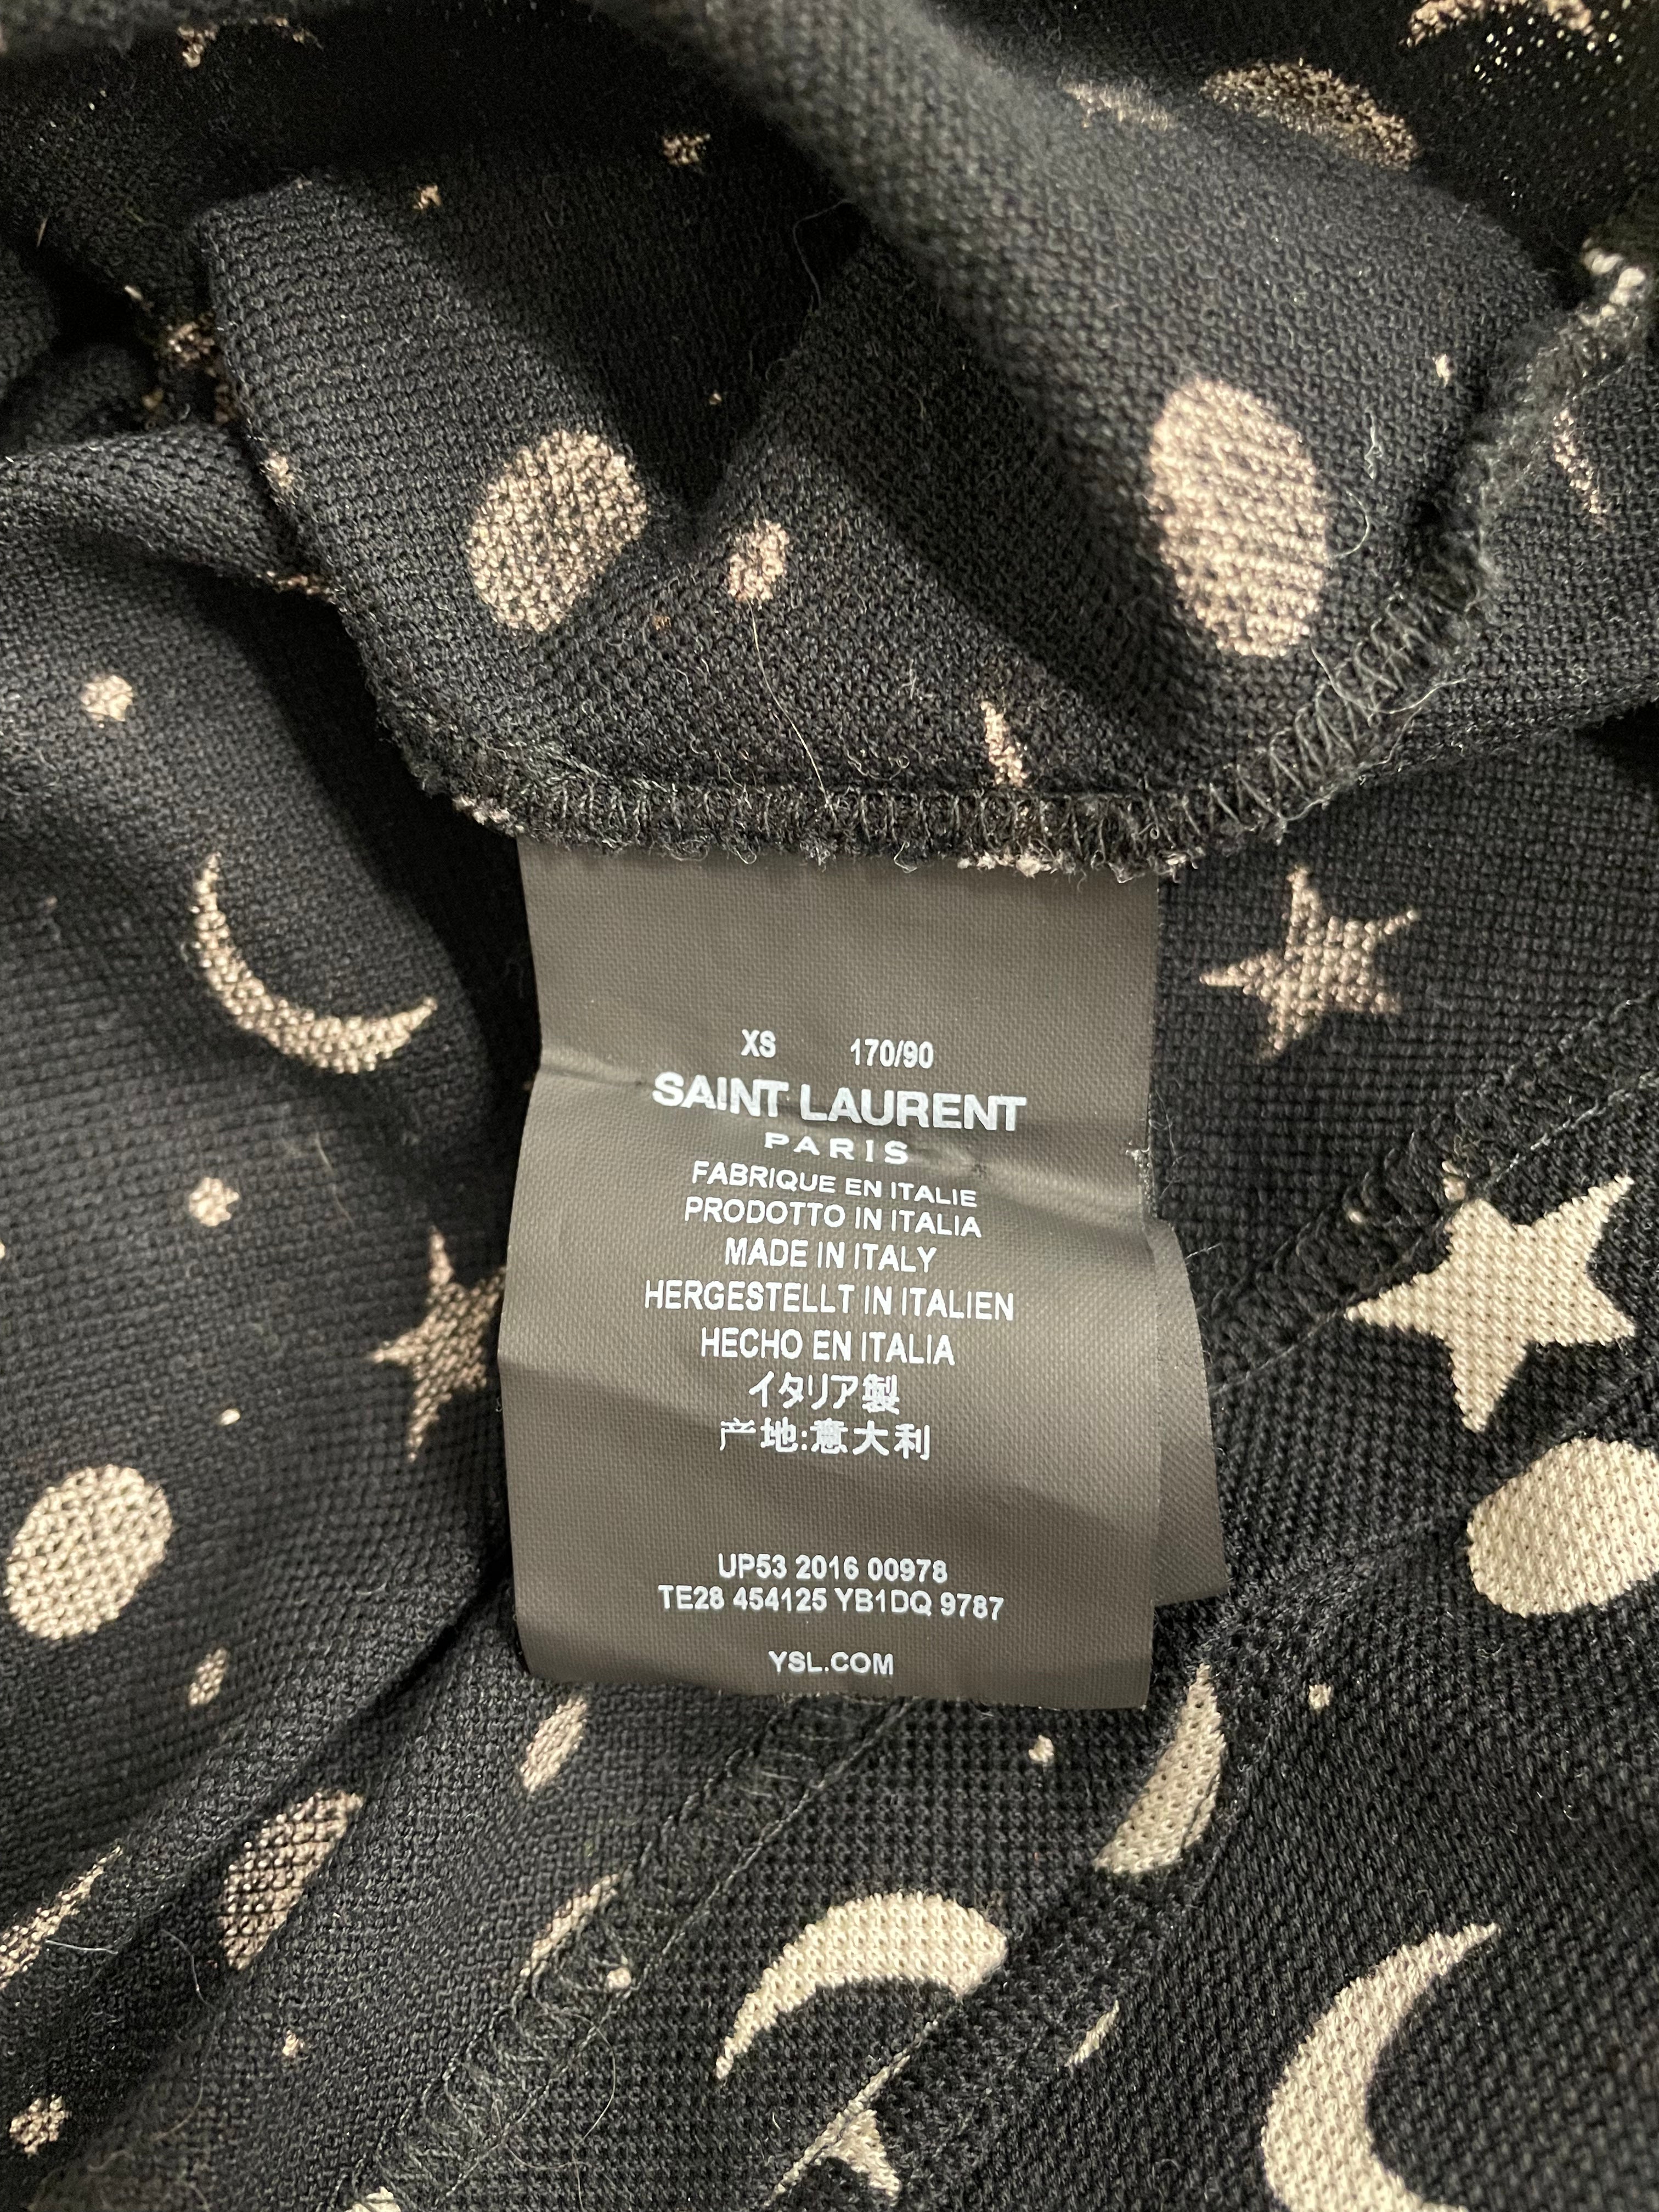 XS 170/90
SAINT LAURENT
PARIS
FABRIQUE EN ITALIE
PRODOTTO IN ITALIA
MADE IN ITALY
HERGESTELLT IN ITALIEN
HECHO EN ITALIA
イタリア製
产地:意大利
UP53 2016 00978
TE28 454125 YB1DQ 9787
YSL.COM